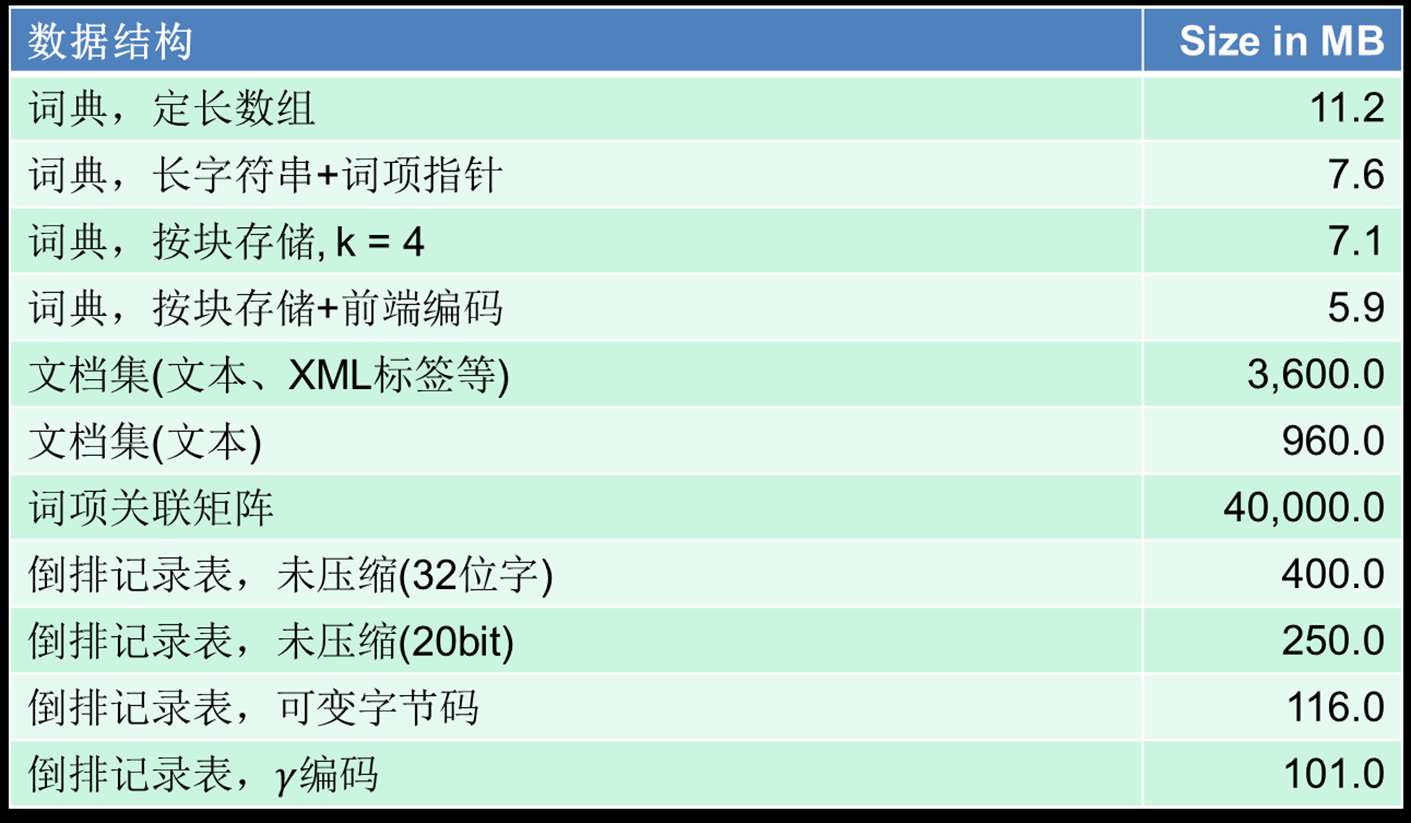 数据结构 Size in MB
词典，定长数组 11.2
词典，长字符串+词项指针 7.6
词典，按块存储, k = 4 7.1
词典，按块存储+前端编码 5.9
文档集(文本、XML标签等) 3,600.0
文档集(文本) 960.0
词项关联矩阵 40,000.0
倒排记录表，未压缩(32位字) 400.0
倒排记录表，未压缩(20bit) 250.0
倒排记录表，可变字节码 116.0
倒排记录表，γ编码 101.0